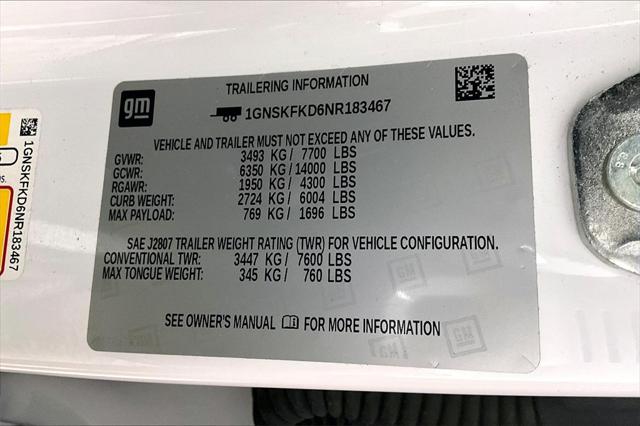 TRAILERING INFORMATION
gm
1GNSKFKD6NR183467
VEHICLE AND TRAILER MUST NOT EXCEED ANY OF THESE VALUES.
GVWR: 3493 KG / 7700 LBS
GCWR: 6350 KG / 14000 LBS
RGAWR: 1950 KG / 4300 LBS
CURB WEIGHT: 2724 KG / 6004 LBS
MAX PAYLOAD: 769 KG / 1696 LBS
SAE J2807 TRAILER WEIGHT RATING (TWR) FOR VEHICLE CONFIGURATION.
CONVENTIONAL TWR: 3447 KG / 7600 LBS
MAX TONGUE WEIGHT: 345 KG / 760 LBS
SEE OWNER'S MANUAL FOR MORE INFORMATION
1GNSKFKD6NR183467